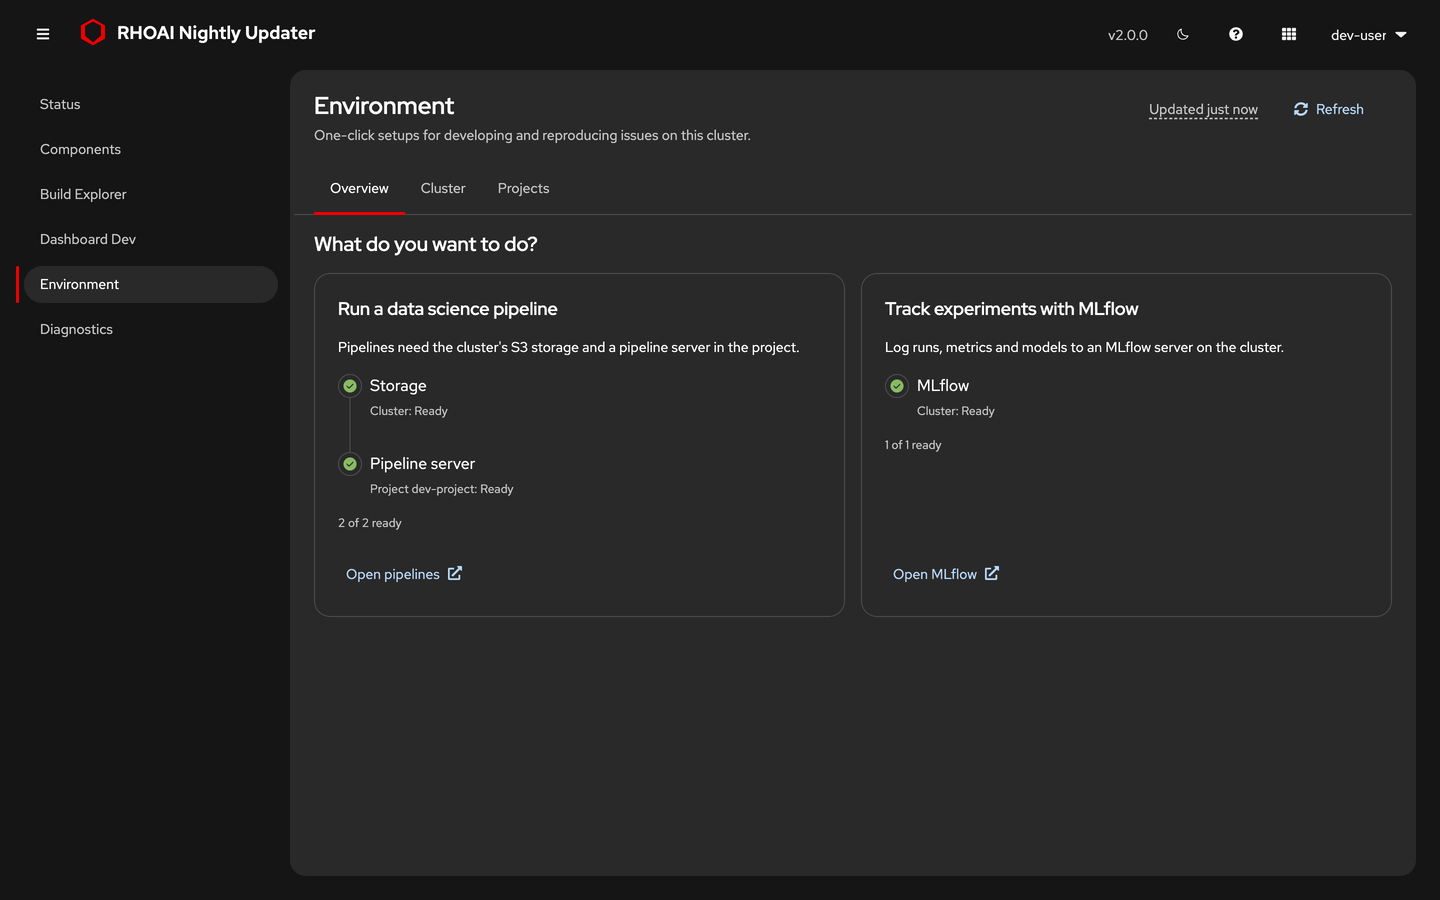 RHOAI Nightly Updater
v2.0.0
dev-user
Status
Components
Build Explorer
Dashboard Dev
Environment
Diagnostics
Environment
One-click setups for developing and reproducing issues on this cluster.
Updated just now
Refresh
Overview
Cluster
Projects
What do you want to do?
Run a data science pipeline
Pipelines need the cluster's S3 storage and a pipeline server in the project.
Storage
Cluster: Ready
Pipeline server
Project dev-project: Ready
2 of 2 ready
Open pipelines
Track experiments with MLflow
Log runs, metrics and models to an MLflow server on the cluster.
MLflow
Cluster: Ready
1 of 1 ready
Open MLflow